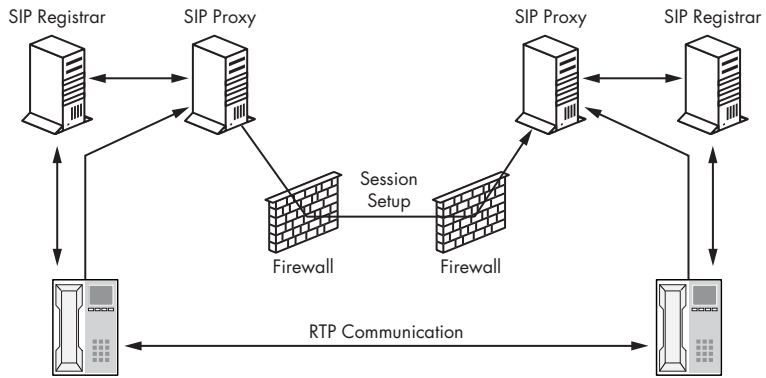 SIP Registrar
SIP Proxy
SIP Proxy
SIP Registrar
Session
Setup
Firewall
Firewall
RTP Communication